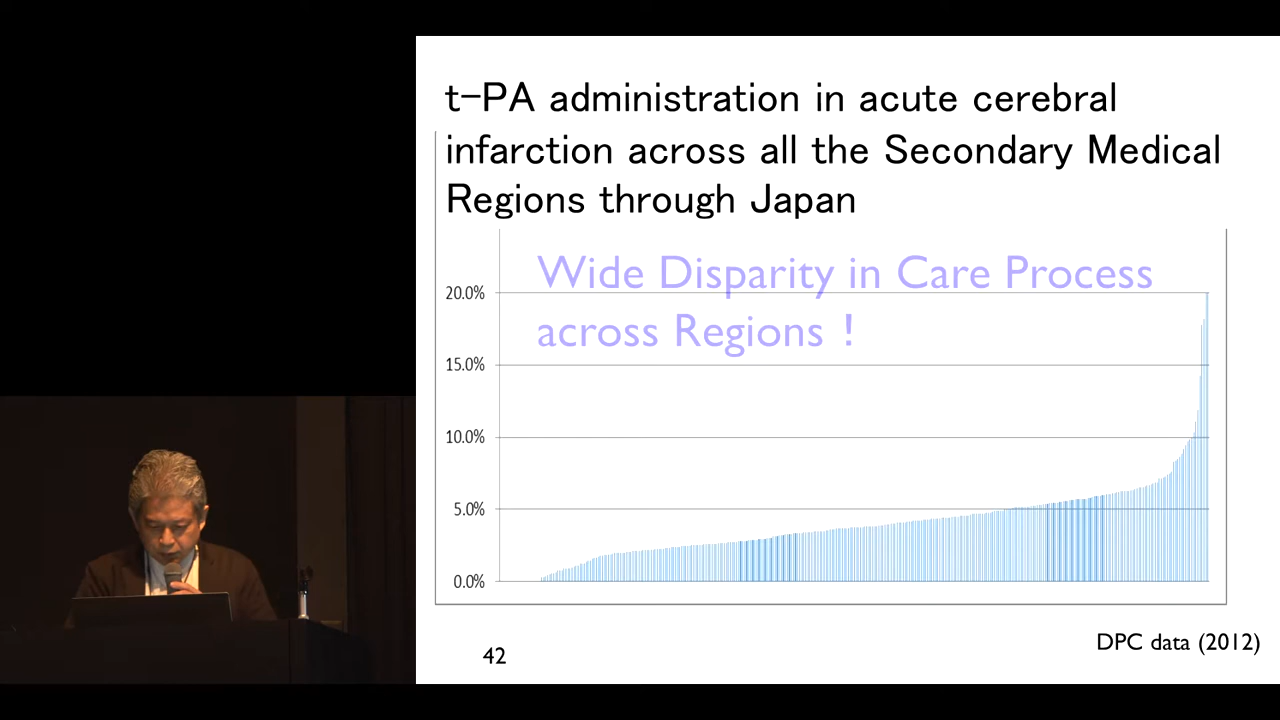 t-PA administration in acute cerebral
infarction across all the Secondary Medical
Regions through Japan
Wide Disparity in Care Process
across Regions !
20.0%
15.0%
10.0%
5.0%
0.0%
DPC data (2012)
42